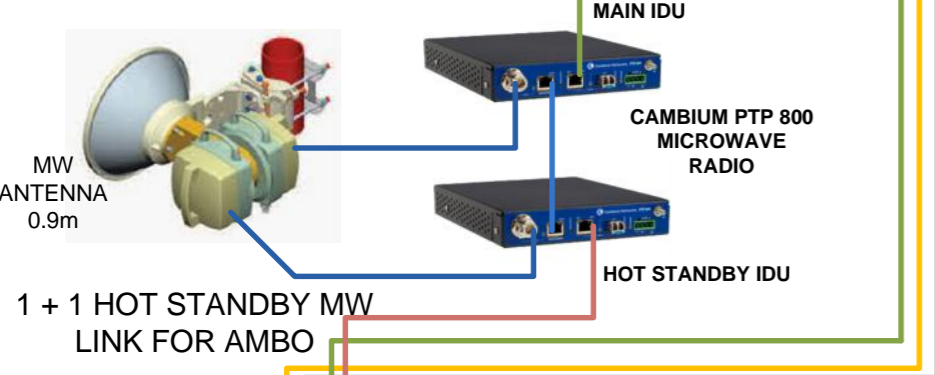 MAIN IDU
CAMBIUM PTP 800
MICROWAVE
RADIO
MW
ANTENNA
0.9m
HOT STANDBY IDU
1 + 1 HOT STANDBY MW
LINK FOR AMBO